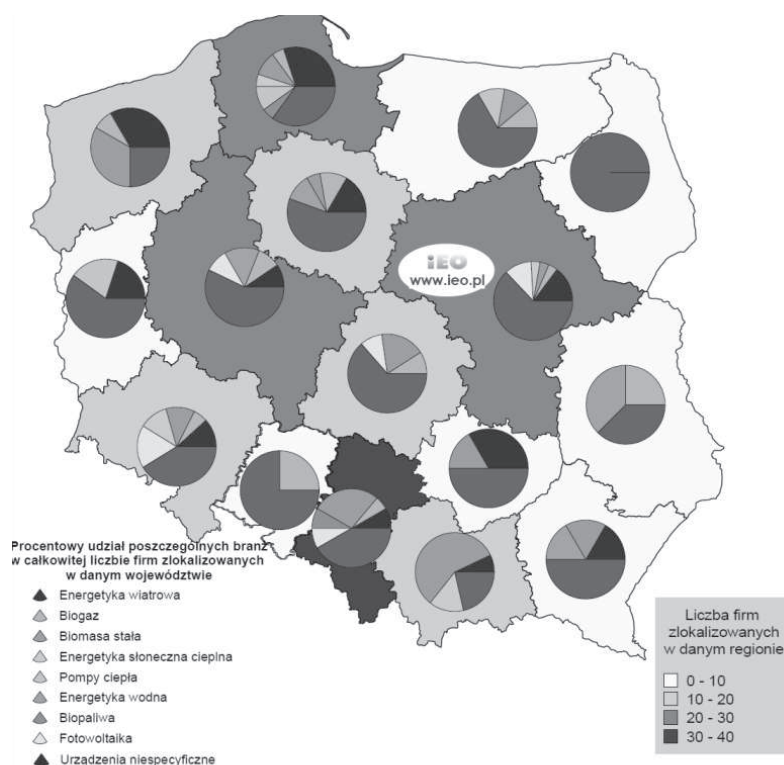 iEO
www.ieo.pl
Procentowy udział poszczególnych branż
w całkowitej liczbie firm zlokalizowanych
w danym województwie
Energetyka wiatrowa
Biogaz
Biomasa stała
Energetyka słoneczna cieplna
Pompy ciepła
Energetyka wodna
Biopaliwa
Fotowoltaika
Urządzenia niespecyficzne
Liczba firm
zlokalizowanych
w danym regionie
0 - 10
10 - 20
20 - 30
30 - 40